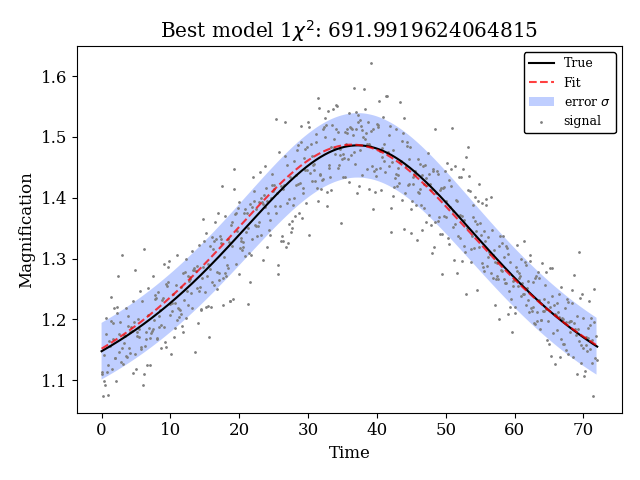 Best model 1χ²: 691.9919624064815
Magnification
1.6
1.5
1.4
1.3
1.2
1.1
True
Fit
error σ
signal
0 10 20 30 40 50 60 70
Time